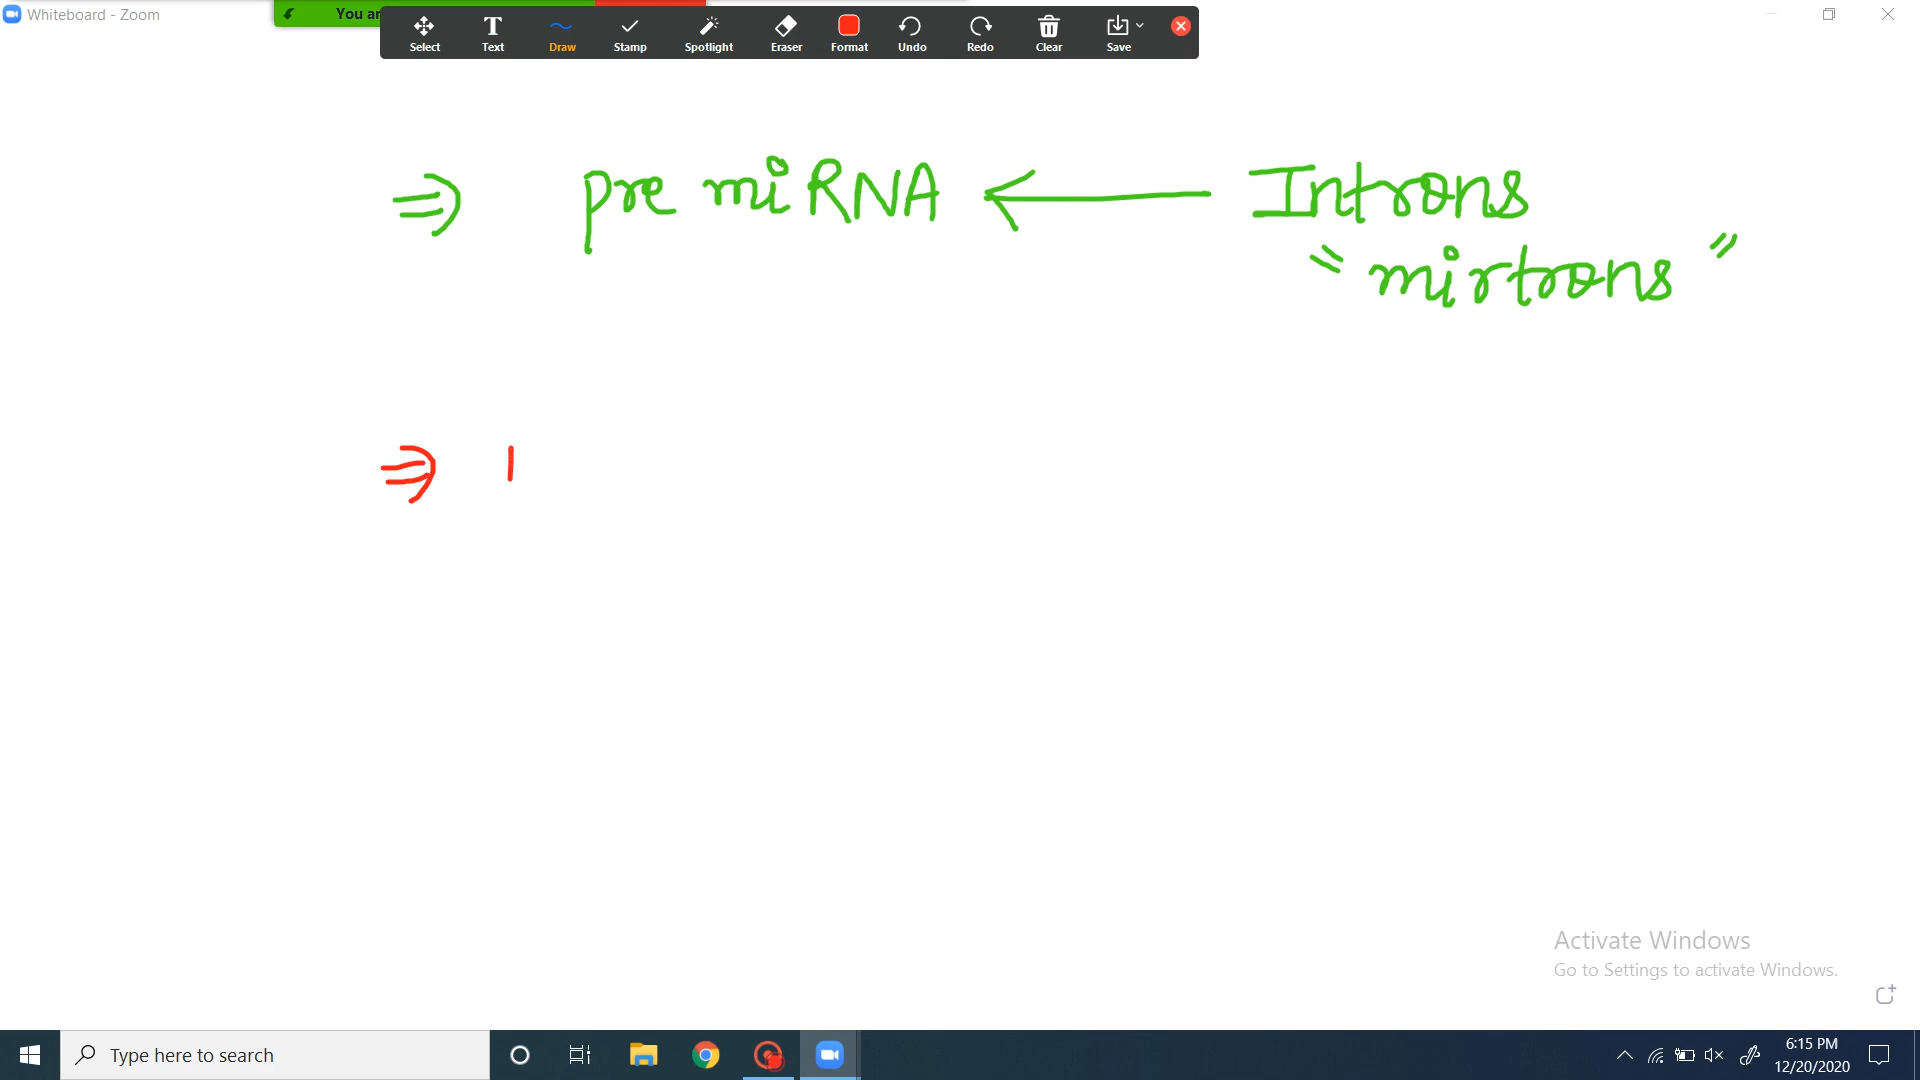 Whiteboard - Zoom
You
Select Text Draw Stamp Spotlight Eraser Format Undo Redo Clear Save
⇒ pre miRNA ← Introns
"mirtrons"
⇒ I
Activate Windows
Go to Settings to activate Windows.
Type here to search
6:15 PM
12/20/2020